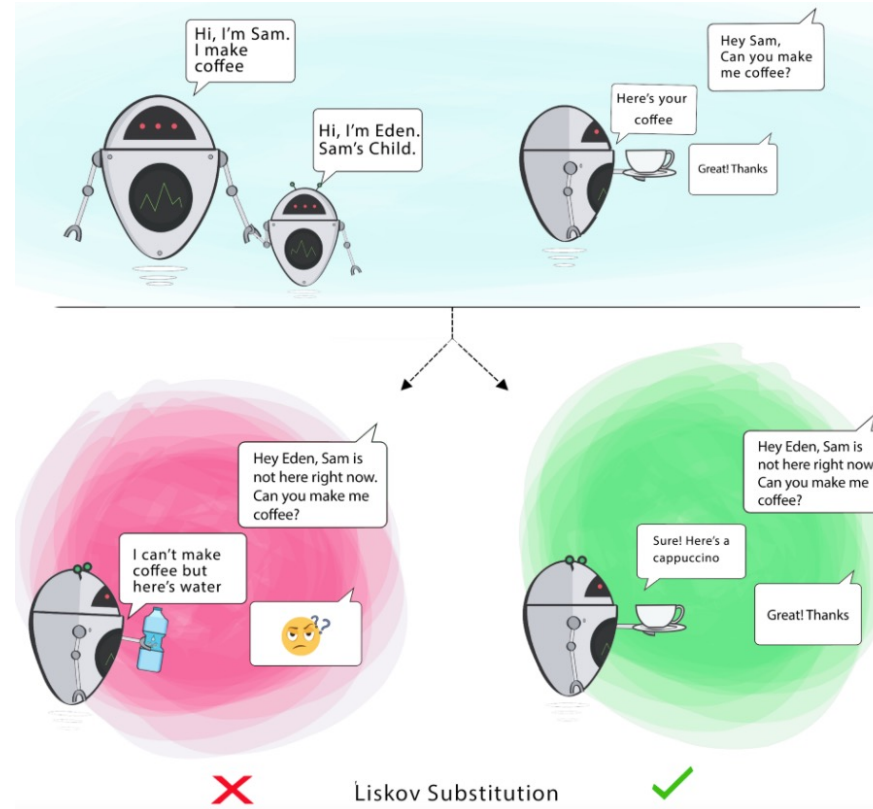 Hi, I'm Sam.
I make
coffee
Hi, I'm Eden.
Sam's Child.
Hey Sam,
Can you make
me coffee?
Here's your
coffee
Great! Thanks
Hey Eden, Sam is
not here right now.
Can you make me
coffee?
I can't make
coffee but
here's water
??
Hey Eden, Sam is
not here right now
Can you make me
coffee?
Sure! Here's a
cappuccino
Great! Thanks
Liskov Substitution